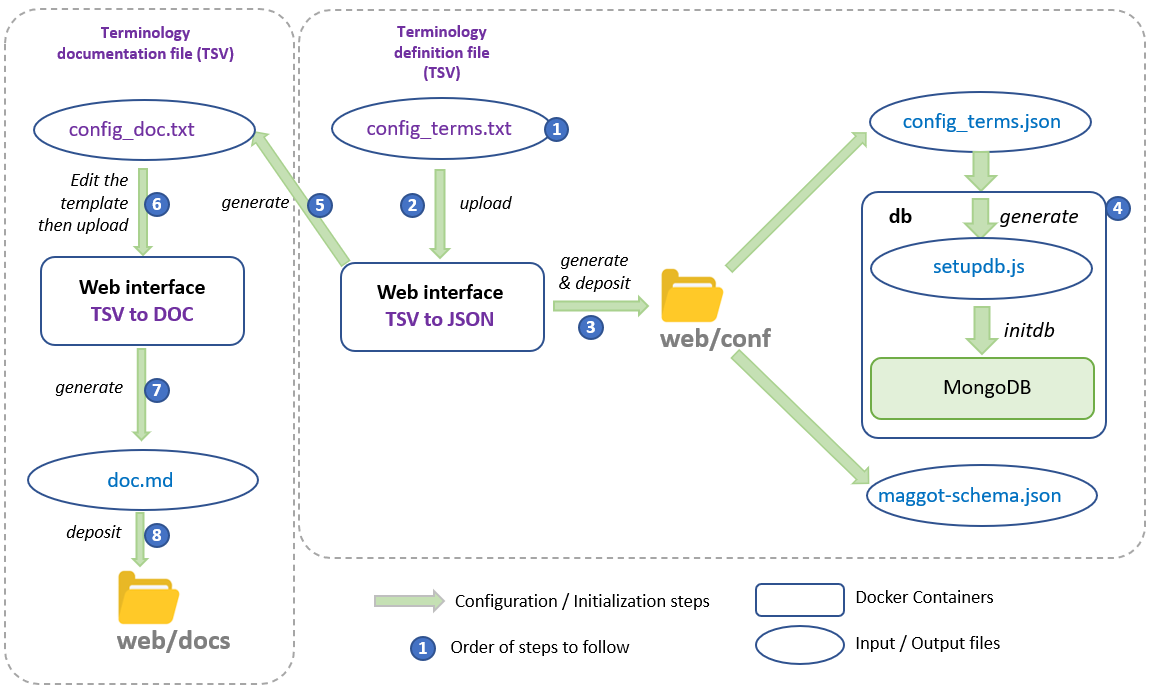 Terminology
documentation file (TSV)
config_doc.txt
Edit the
template
then upload
6
Web interface
TSV to DOC
generate
7
doc.md
deposit
8
web/docs
Terminology
definition file
(TSV)
config_terms.txt
1
generate
5
2
upload
Web interface
TSV to JSON
generate
& deposit
3
web/conf
config_terms.json
4
db
generate
setupdb.js
initdb
MongoDB
maggot-schema.json
Configuration / Initialization steps
1
Order of steps to follow
Docker Containers
Input / Output files